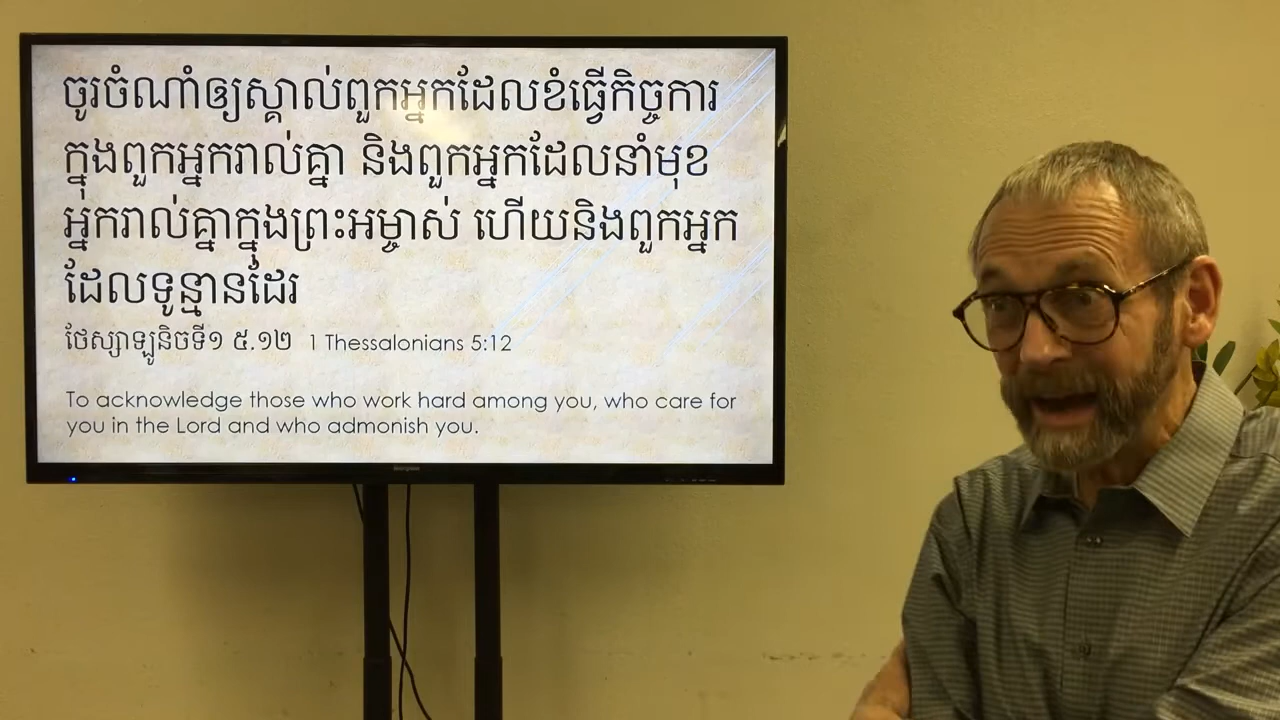 ចូរចំណាំឲ្យស្គាល់ពួកអ្នកដែលខំធ្វើកិច្ចការ
ក្នុងពួកអ្នករាល់គ្នា និងពួកអ្នកដែលនាំមុខ
អ្នករាល់គ្នាក្នុងព្រះអម្ចាស់ ហើយនិងពួកអ្នក
ដែលទូន្មានដែរ
ថែស្សាឡូនិចទី១ ៥.១២ 1 Thessalonians 5:12
To acknowledge those who work hard among you, who care for
you in the Lord and who admonish you.